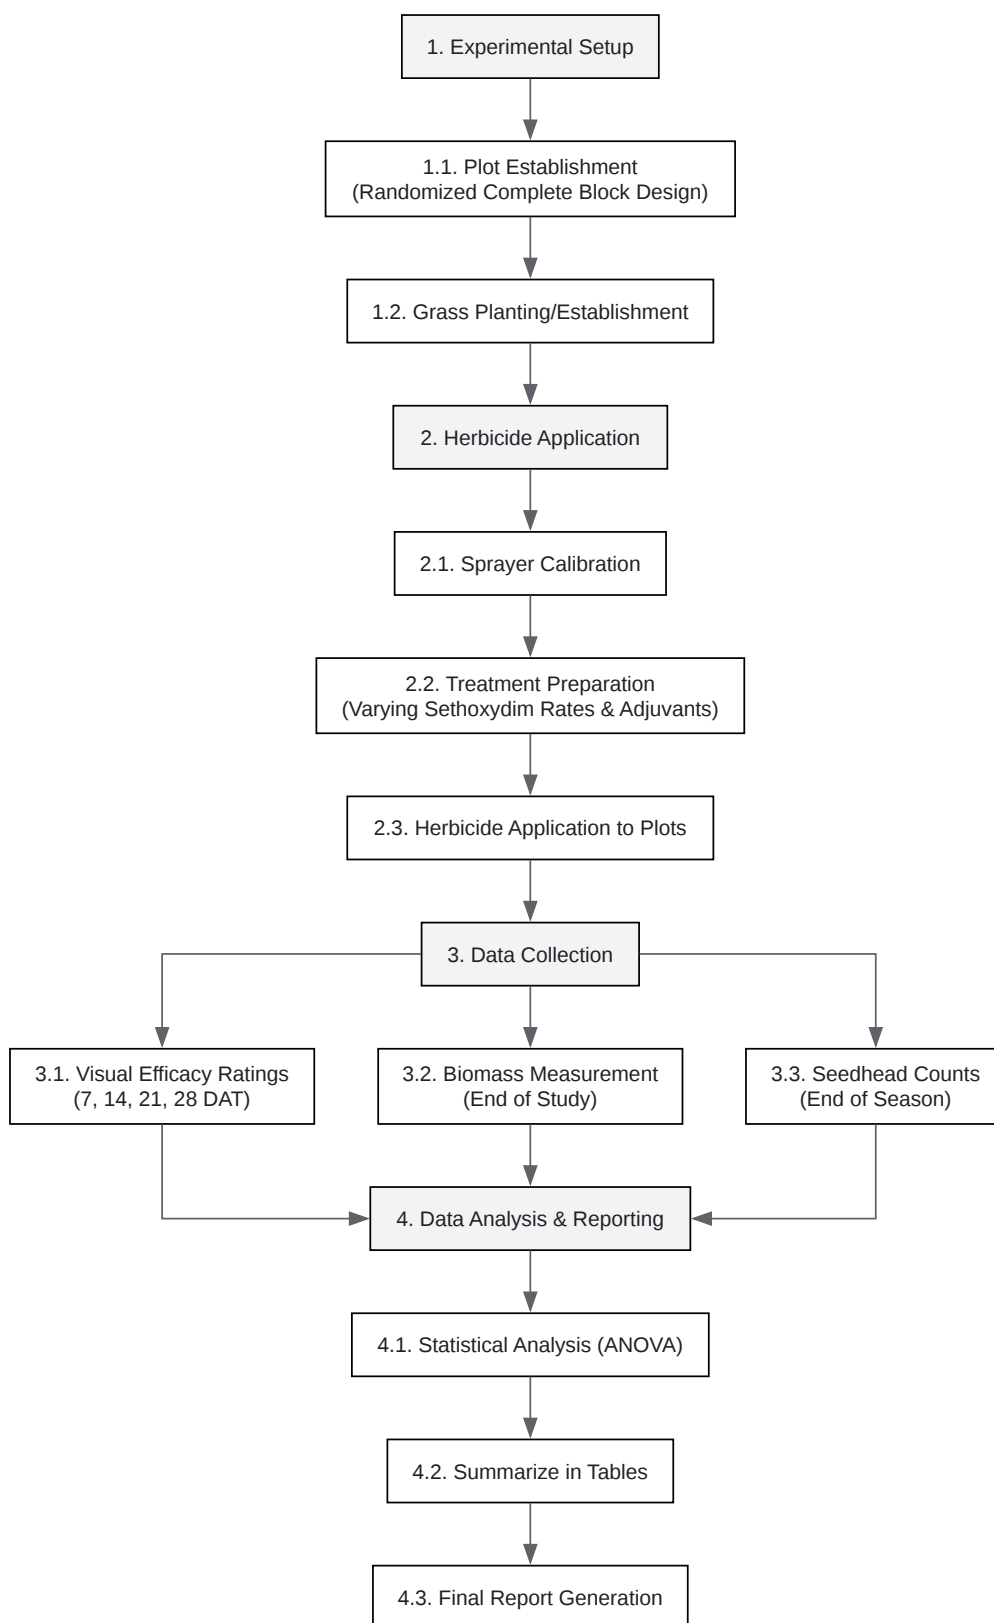 1. Experimental Setup
1.1. Plot Establishment
(Randomized Complete Block Design)
1.2. Grass Planting/Establishment
2. Herbicide Application
2.1. Sprayer Calibration
2.2. Treatment Preparation
(Varying Sethoxydim Rates & Adjuvants)
2.3. Herbicide Application to Plots
3. Data Collection
3.1. Visual Efficacy Ratings
(7, 14, 21, 28 DAT)
3.2. Biomass Measurement
(End of Study)
3.3. Seedhead Counts
(End of Season)
4. Data Analysis & Reporting
4.1. Statistical Analysis (ANOVA)
4.2. Summarize in Tables
4.3. Final Report Generation